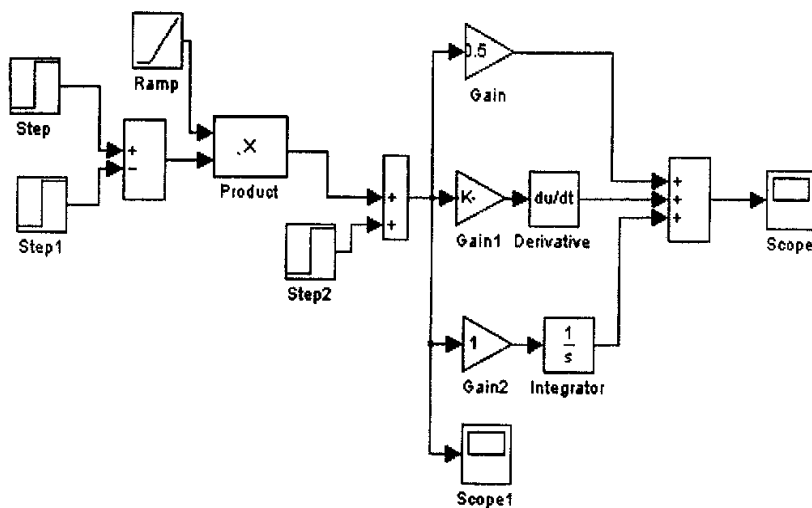 Ramp
0.5
Gain
Step
+
−
X
Product
Step1
+
+
Step2
K-
Gain1
du/dt
Derivative
+
+
+
Scope
1
Gain2
1
s
Integrator
Scope1